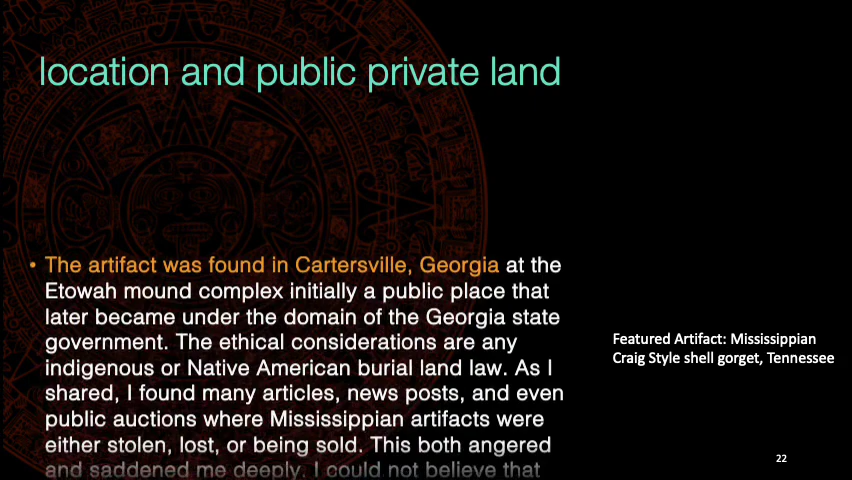 location and public private land
• The artifact was found in Cartersville, Georgia at the
Etowah mound complex initially a public place that
later became under the domain of the Georgia state
government. The ethical considerations are any
indigenous or Native American burial land law. As I
shared, I found many articles, news posts, and even
public auctions where Mississippian artifacts were
either stolen, lost, or being sold. This both angered
and saddened me deeply. I could not believe that
Featured Artifact: Mississippian
Craig Style shell gorget, Tennessee
22